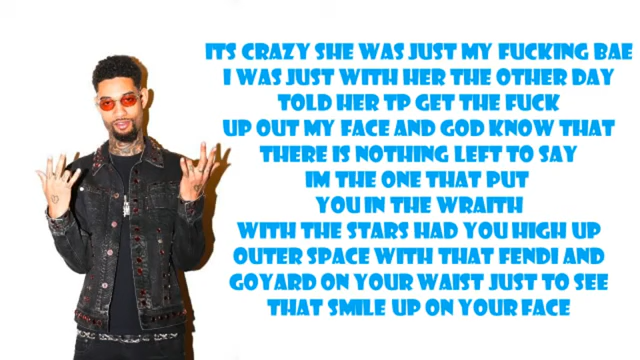 ITS CRAZY SHE WAS JUST MY FUCKING BAE
I WAS JUST WITH HER THE OTHER DAY
TOLD HER TP GET THE FUCK
UP OUT MY FACE AND GOD KNOW THAT
THERE IS NOTHING LEFT TO SAY
IM THE ONE THAT PUT
YOU IN THE WRAITH
WITH THE STARS HAD YOU HIGH UP
OUTER SPACE WITH THAT FENDI AND
GOYARD ON YOUR WAIST JUST TO SEE
THAT SMILE UP ON YOUR FACE